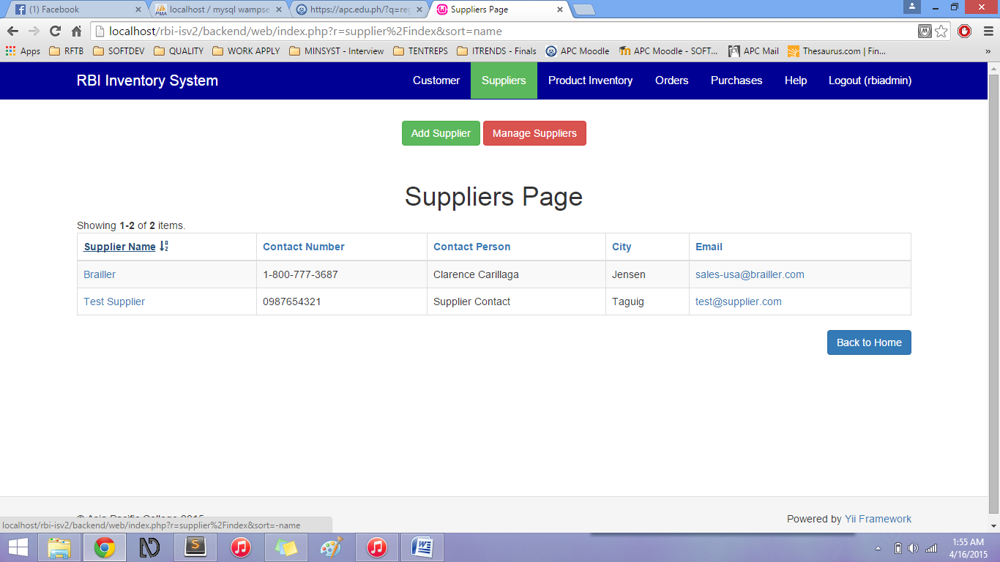 (1) Facebook
localhost / mysql wampse
https://apc.edu.ph/?q=reg
Suppliers Page
localhost/rbi-isv2/backend/web/index.php?r=supplier%2Findex&sort=name
Apps RFTB SOFTDEV QUALITY WORK APPLY MINSYST - Interview TENTREPS ITRENDS - Finals APC Moodle APC Moodle - SOFT... APC Mail Thesaurus.com | Fin... »
RBI Inventory System Customer Suppliers Product Inventory Orders Purchases Help Logout (rbiadmin)
Add Supplier Manage Suppliers
Suppliers Page
Showing 1-2 of 2 items.
Supplier Name Contact Number Contact Person City Email
Brailler 1-800-777-3687 Clarence Carillaga Jensen sales-usa@brailler.com
Test Supplier 0987654321 Supplier Contact Taguig test@supplier.com
Back to Home
© Asia Pacific College 2015
Powered by Yii Framework
localhost/rbi-isv2/backend/web/index.php?r=supplier%2Findex&sort=-name
1:55 AM
4/16/2015